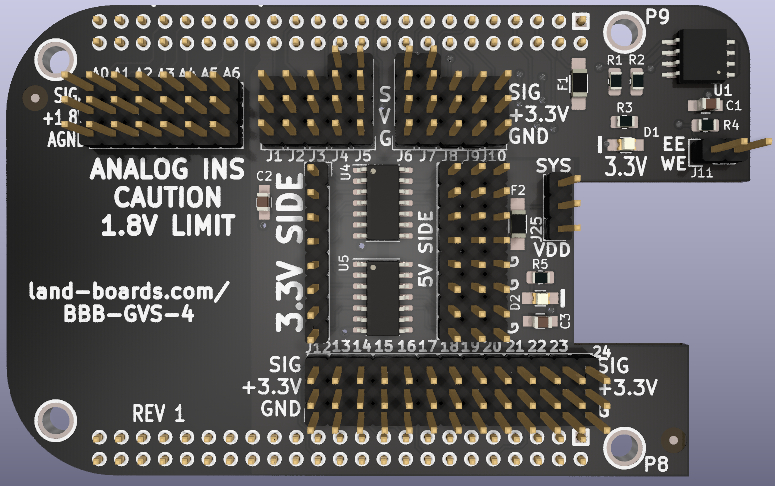 P9
A0 A1 A2 A3 A4 A5 A6
SIG
+1.8V
AGND
S
V
G
SIG
+3.3V
GND
F1
R1 R2
U1
C1
R3
R4
D1
3.3V
EE
WE
J11
J1 J2 J3 J4 J5
J6 J7 J8 J9 J10
ANALOG INS
CAUTION
1.8V LIMIT
C2
3.3V SIDE
U4
U5
5V SIDE
F2
SYS
J25
VDD
G
G
G
R5
D2
C3
land-boards.com/
BBB-GVS-4
J12 13 14 15 16 17 18 19 20 21 22 23 24
SIG
+3.3V
GND
SIG
+3.3V
REV 1
P8